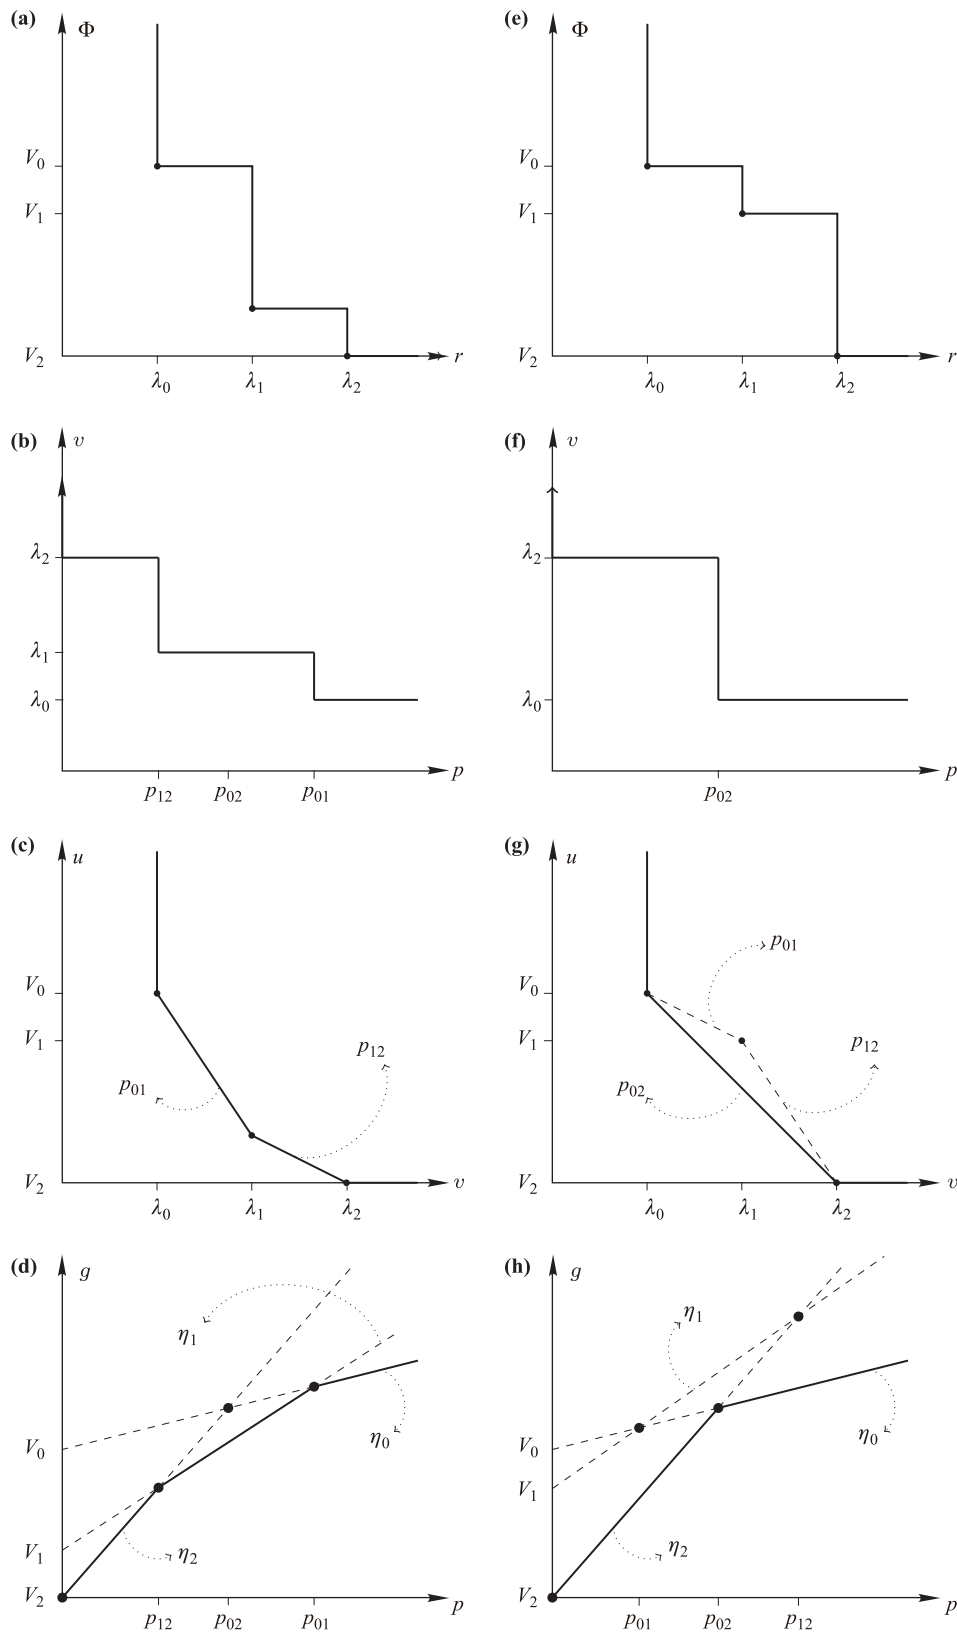 (a) Φ
V₀
V₁
V₂
λ₀ λ₁ λ₂ r
(e) Φ
V₀
V₁
V₂
λ₀ λ₁ λ₂ r
(b) v
λ₂
λ₁
λ₀
p₁₂ p₀₂ p₀₁ p
(f) v
λ₂
λ₀
p₀₂ p
(c) u
V₀
V₁
p₁₂
p₀₁
V₂
λ₀ λ₁ λ₂ v
(g) u
p₀₁
V₀
V₁
p₁₂
p₀₂
V₂
λ₀ λ₁ λ₂ v
(d) g
η₁
η₀
V₀
V₁
η₂
V₂
p₁₂ p₀₂ p₀₁ p
(h) g
η₁
η₀
V₀
V₁
η₂
V₂
p₀₁ p₀₂ p₁₂ p